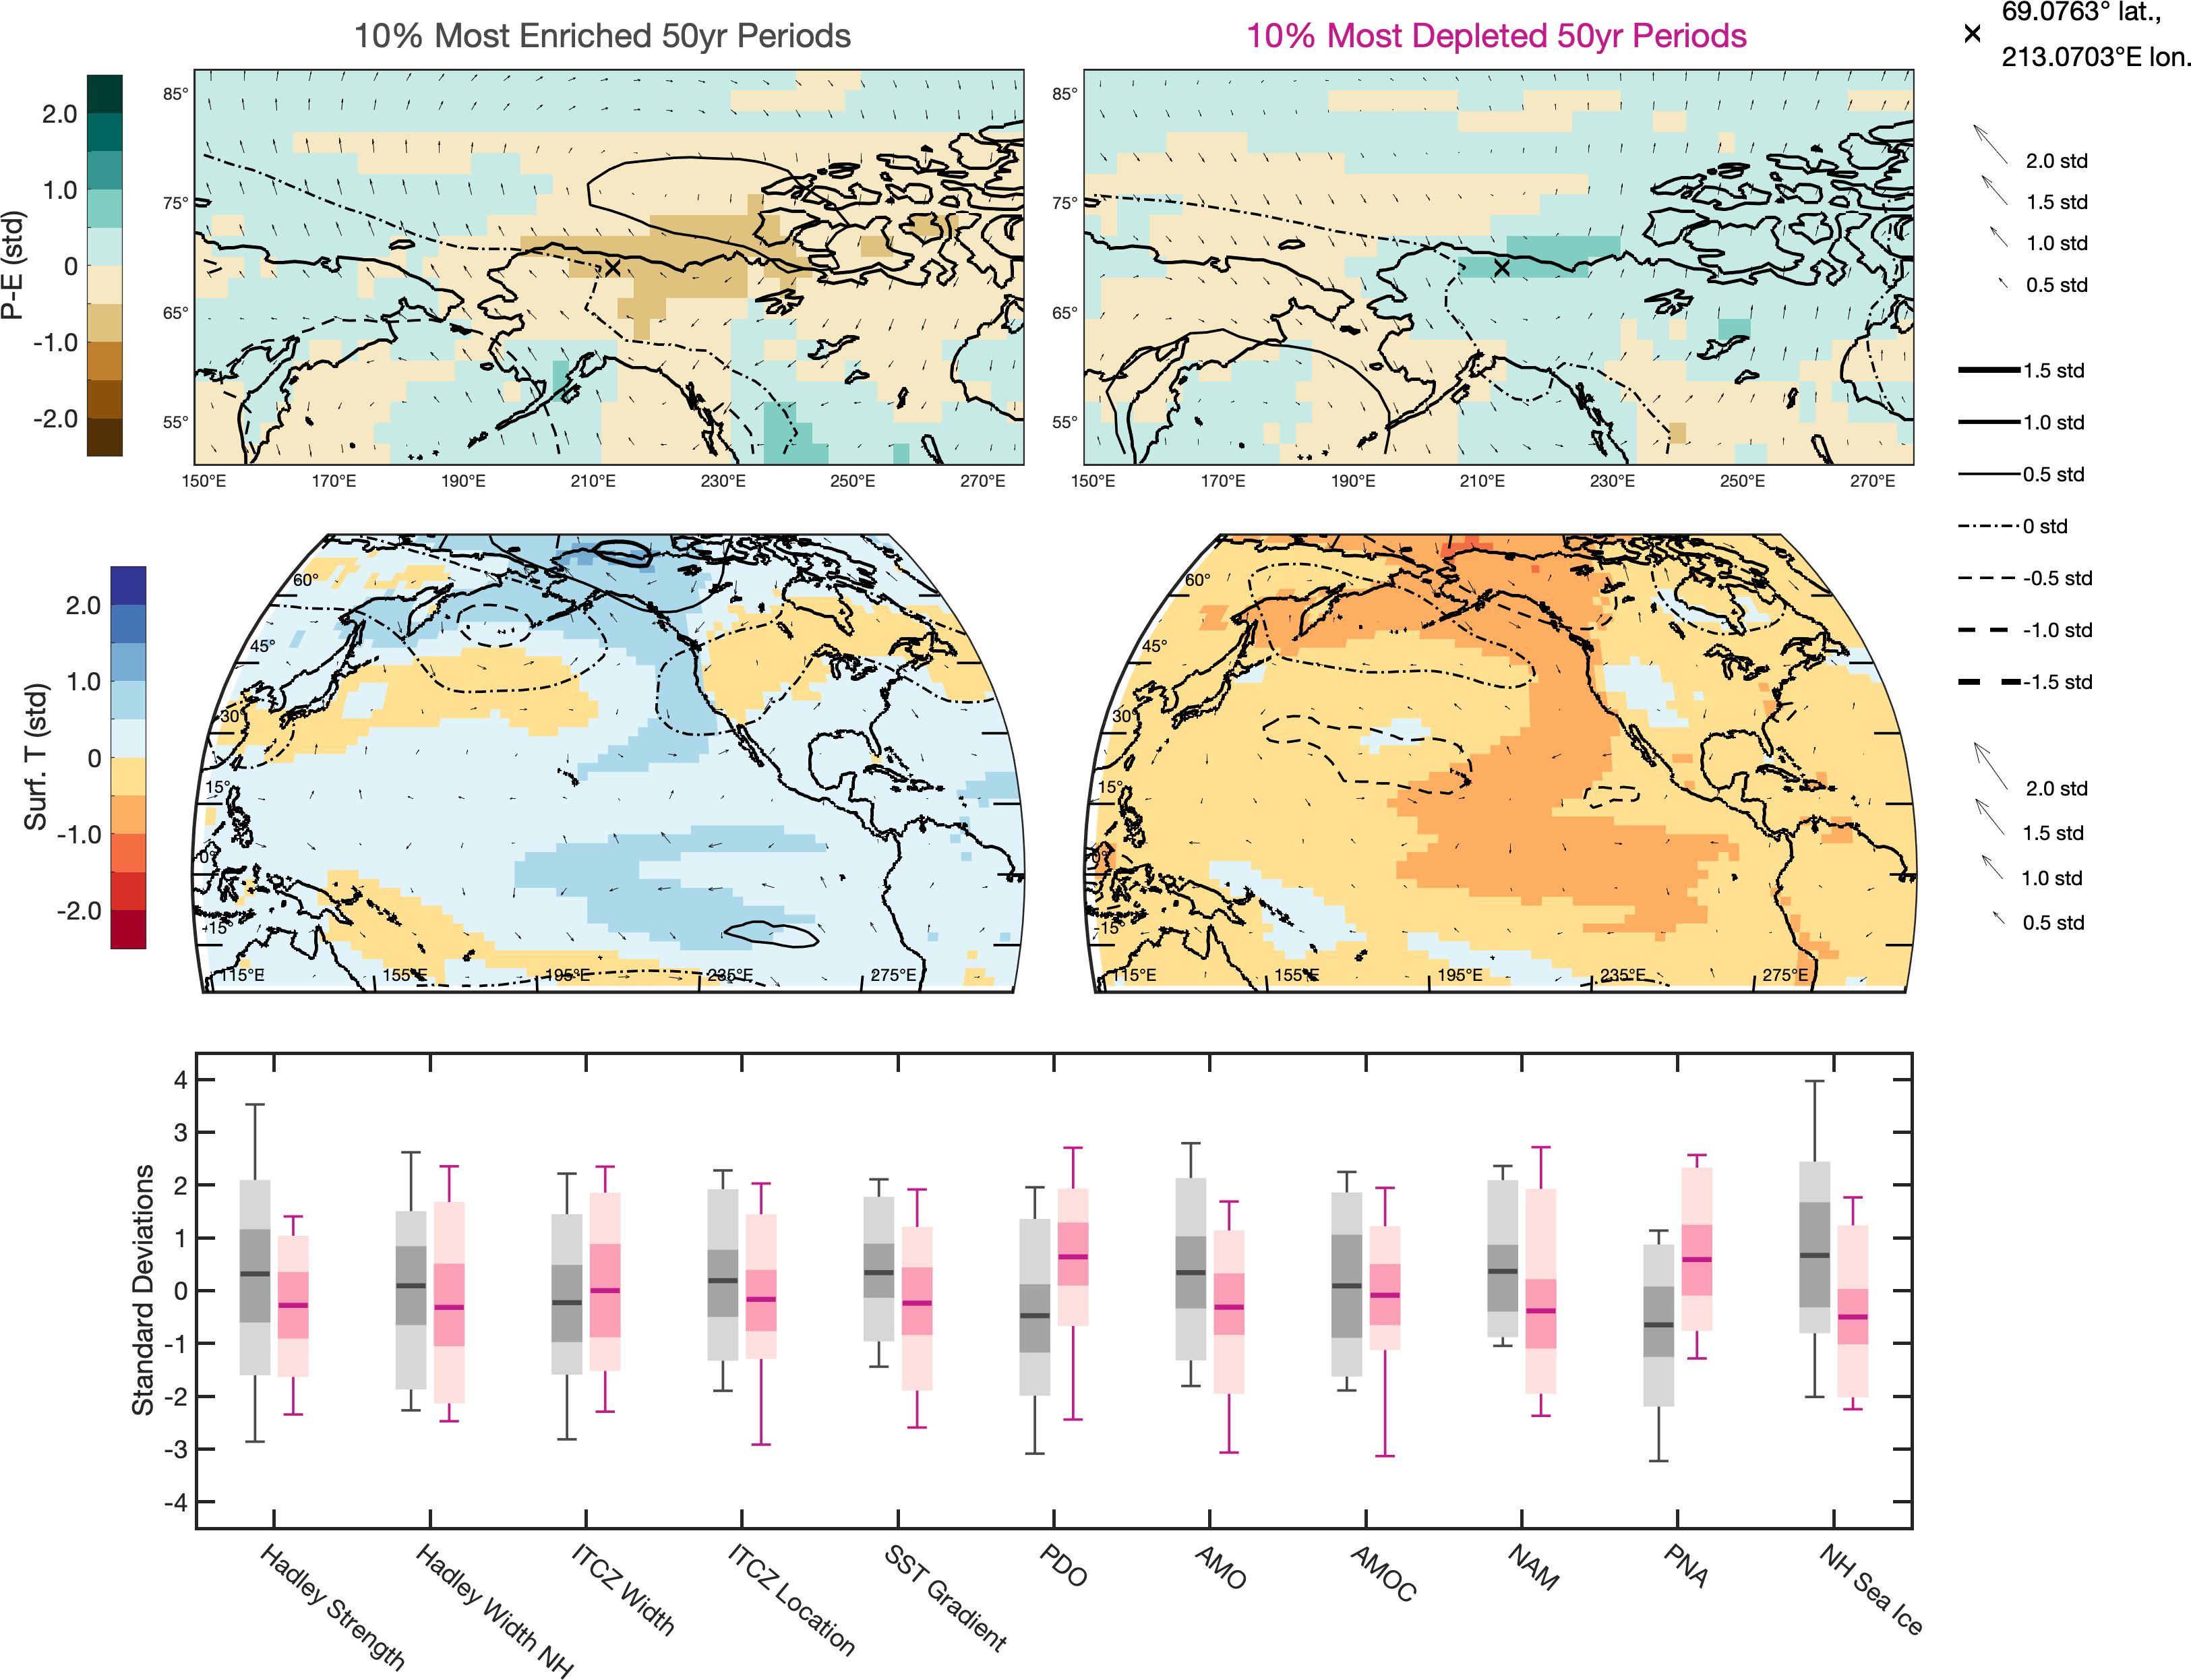 10% Most Enriched 50yr Periods
10% Most Depleted 50yr Periods
69.0763° lat.,
213.0703°E lon.
P-E (std)
2.0
1.0
0
-1.0
-2.0
85°
75°
65°
55°
150°E 170°E 190°E 210°E 230°E 250°E 270°E
85°
75°
65°
55°
150°E 170°E 190°E 210°E 230°E 250°E 270°E
2.0 std
1.5 std
1.0 std
0.5 std
1.5 std
1.0 std
0.5 std
0 std
-0.5 std
-1.0 std
-1.5 std
2.0 std
1.5 std
1.0 std
0.5 std
Surf. T (std)
2.0
1.0
0
-1.0
-2.0
60°
45°
30°
15°
0°
-15°
115°E 155°E 195°E 235°E 275°E
60°
45°
30°
15°
0°
-15°
115°E 155°E 195°E 235°E 275°E
Standard Deviations
4
3
2
1
0
-1
-2
-3
-4
Hadley Strength
Hadley Width NH
ITCZ Width
ITCZ Location
SST Gradient
PDO
AMO
AMOC
NAM
PNA
NH Sea Ice